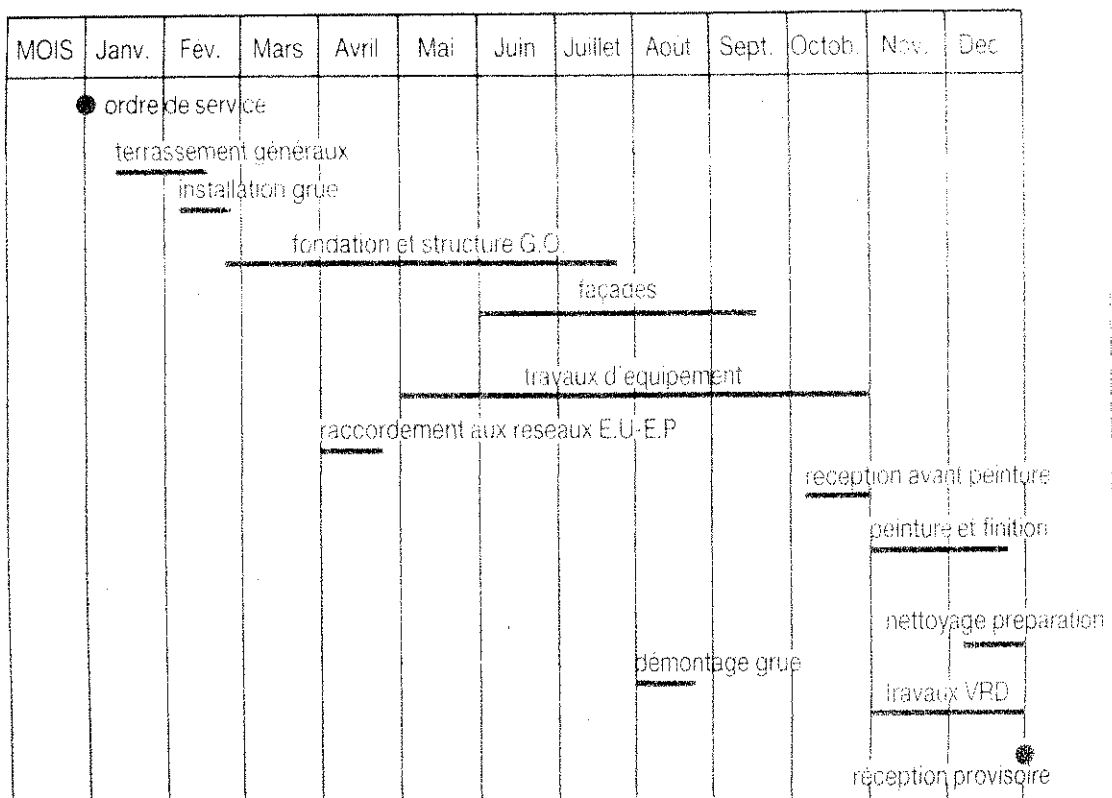 MOIS Janv. Fév. Mars Avril Mai Juin Juillet Août Sept. Octob. Nov. Dec
ordre de service
terrassement généraux
installation grue
fondation et structure G.O.
façades
travaux d'equipement
raccordement aux reseaux E.U-E.P
reception avant peinture
peinture et finition
nettoyage preparation
démontage grue
travaux VRD
réception provisoire